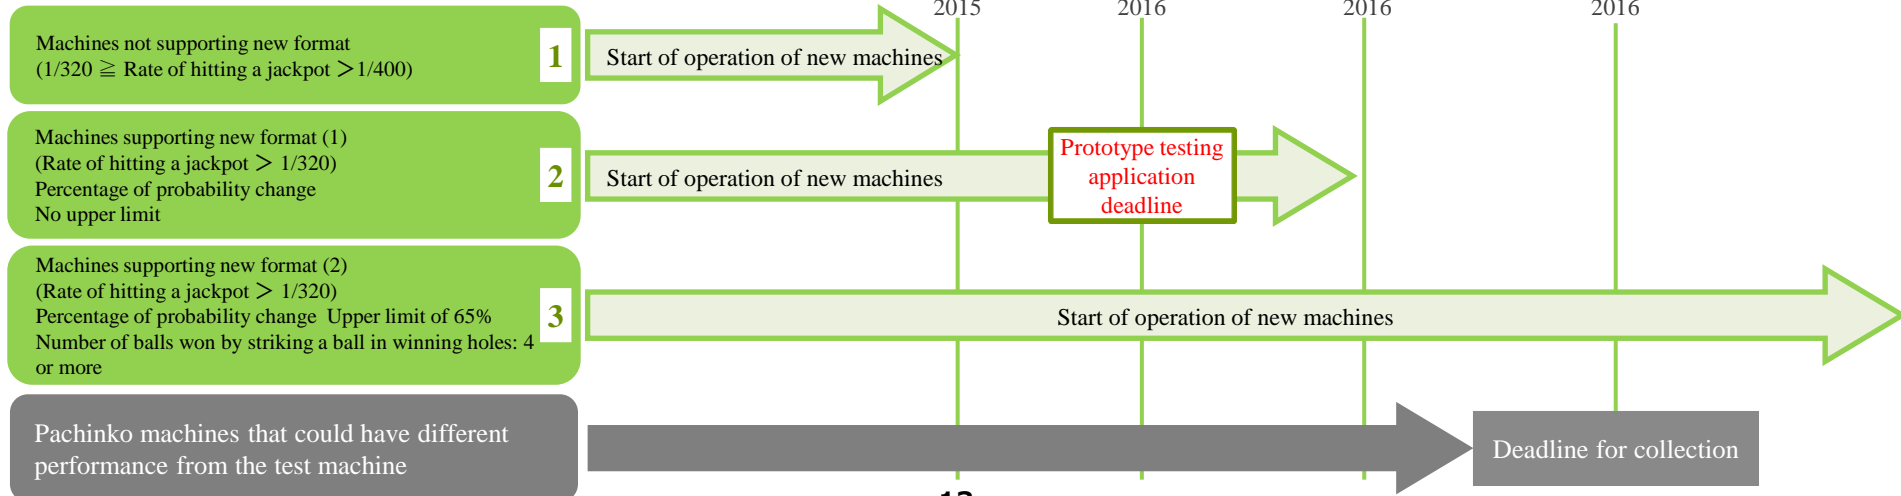 2015
2016
2016
2016
Machines not supporting new format
(1/320 ≧ Rate of hitting a jackpot ＞1/400)
1
Start of operation of new machines
Machines supporting new format (1)
(Rate of hitting a jackpot ＞ 1/320)
Percentage of probability change
No upper limit
2
Start of operation of new machines
Prototype testing
application
deadline
Machines supporting new format (2)
(Rate of hitting a jackpot ＞ 1/320)
Percentage of probability change Upper limit of 65%
Number of balls won by striking a ball in winning holes: 4
or more
3
Start of operation of new machines
Pachinko machines that could have different
performance from the test machine
Deadline for collection